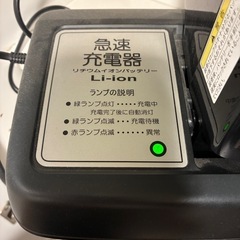 急速
充電器
リチウムイオンバッテリー
Li-ion
ランプの説明
●緑ランプ点灯‥‥‥充電中
充電完了後に自動消灯
●緑ランプ点滅‥‥充電待機
●赤ランプ点滅‥‥‥異常